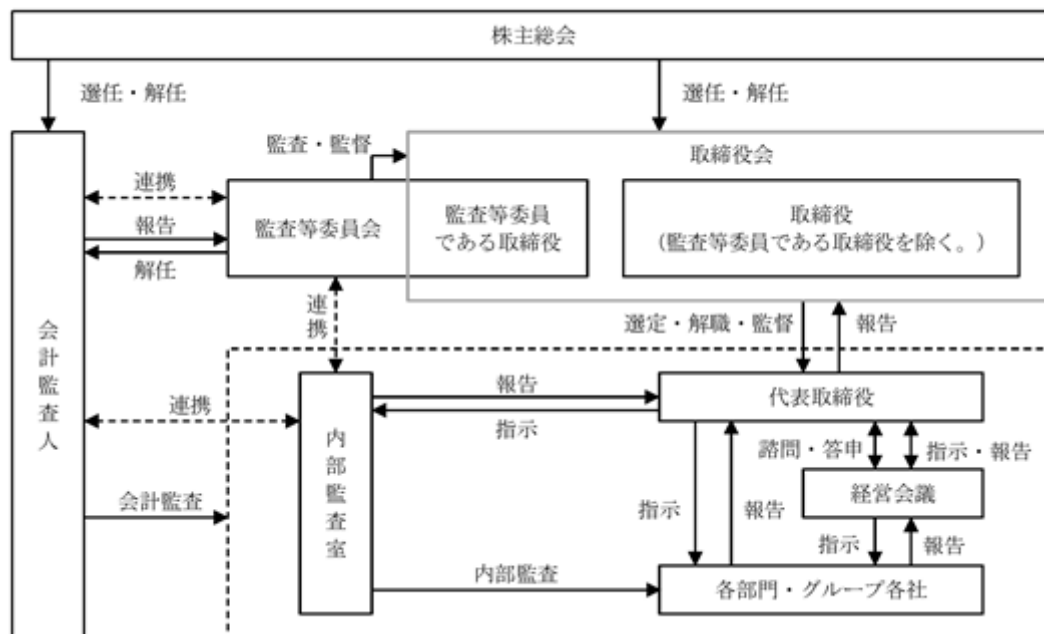 株主総会
選任・解任
選任・解任
監査・監督
取締役会
連携
報告
解任
監査等委員会
監査等委員
である取締役
取締役
（監査等委員である取締役を除く。）
連携
選定・解職・監督
報告
会計監査人
連携
会計監査
内部監査室
報告
指示
代表取締役
諮問・答申
指示・報告
経営会議
指示
報告
指示
報告
内部監査
各部門・グループ各社